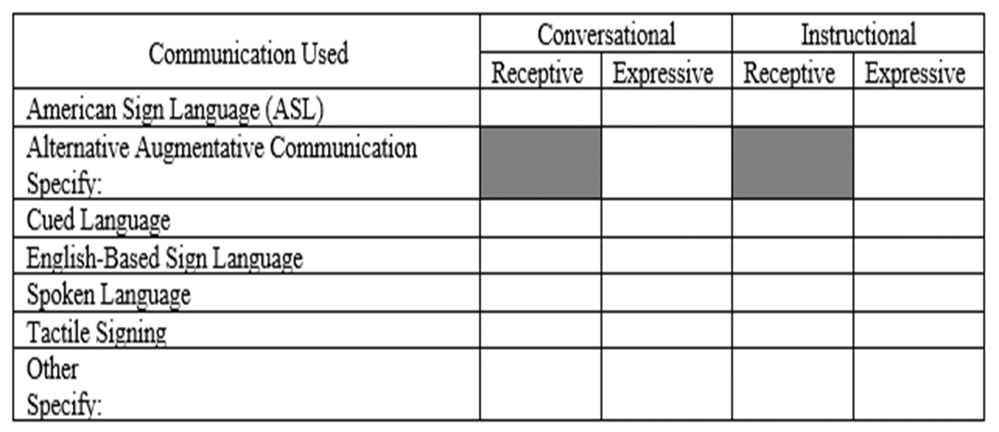 Communication Used
Conversational
Instructional
Receptive
Expressive
Receptive
Expressive
American Sign Language (ASL)
Alternative Augmentative Communication
Specify:
Cued Language
English-Based Sign Language
Spoken Language
Tactile Signing
Other
Specify: